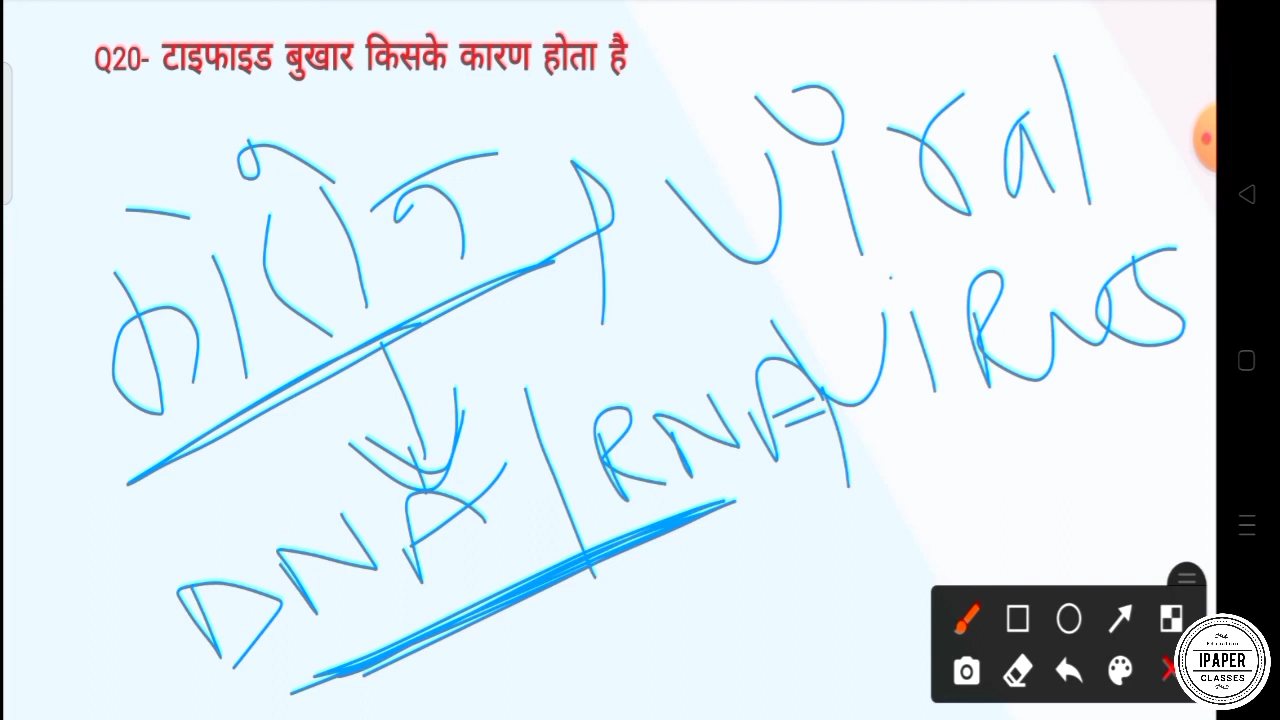 Q20- टाइफाइड बुखार किसके कारण होता है
कोरोना
viral
VIRUS
DNA / RNA
IPAPER
CLASSES